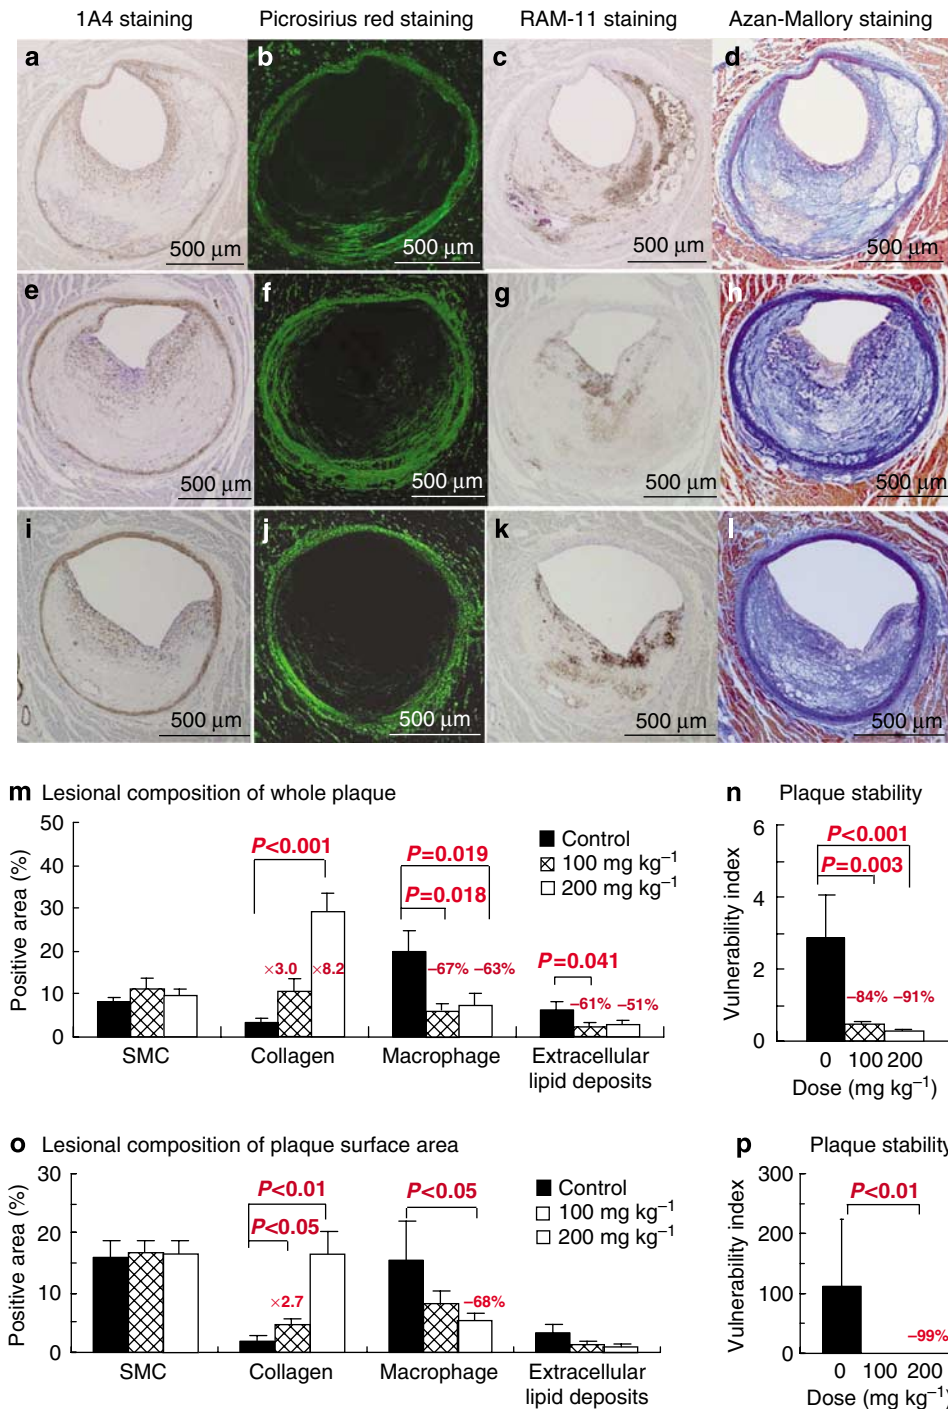 1A4 staining Picrosirius red staining RAM-11 staining Azan-Mallory staining
a b c d
500 μm 500 μm 500 μm 500 μm
e f g h
500 μm 500 μm 500 μm 500 μm
i j k l
500 μm 500 μm 500 μm 500 μm
m Lesional composition of whole plaque
Positive area (%)
50
40
30
20
10
0
P<0.001
×3.0 ×8.2
P=0.019
P=0.018
−67% −63%
P=0.041
−61% −51%
Control
100 mg kg⁻¹
200 mg kg⁻¹
SMC Collagen Macrophage Extracellular
lipid deposits
n Plaque stability
Vulnerability index
6
4
2
0
P<0.001
P=0.003
−84% −91%
0 100 200
Dose (mg kg⁻¹)
o Lesional composition of plaque surface area
Positive area (%)
30
20
10
0
P<0.01
P<0.05
×2.7
P<0.05
−68%
Control
100 mg kg⁻¹
200 mg kg⁻¹
SMC Collagen Macrophage Extracellular
lipid deposits
p Plaque stability
Vulnerability index
300
200
100
0
P<0.01
−99%
0 100 200
Dose (mg kg⁻¹)